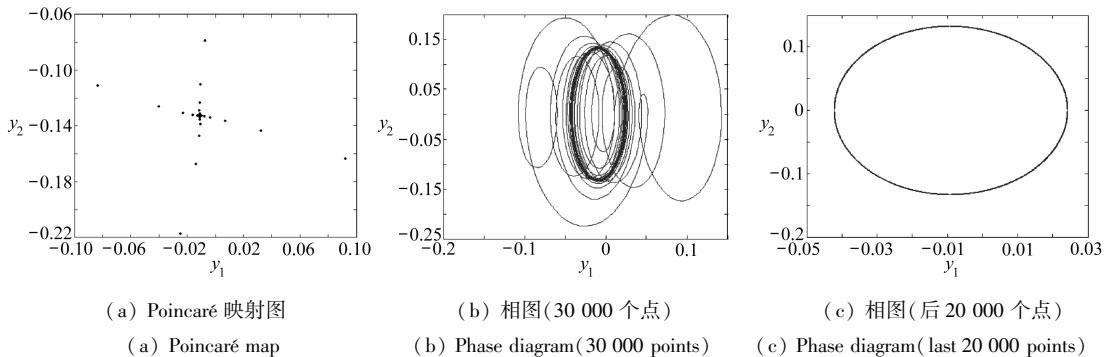 −0.06
−0.10
y2 −0.14
−0.18
−0.22
−0.10 −0.06 −0.02 0.02 0.06 0.10
y1
0.15
0.05
y2 −0.05
−0.15
−0.25
−0.2 −0.1 0 0.1
y1
0.1
y2 0
−0.1
−0.2
−0.05 −0.03 −0.01 0.01 0.03
y1
(a) Poincaré 映射图 (b) 相图(30 000 个点) (c) 相图(后 20 000 个点)
(a) Poincaré map (b) Phase diagram(30 000 points) (c) Phase diagram(last 20 000 points)